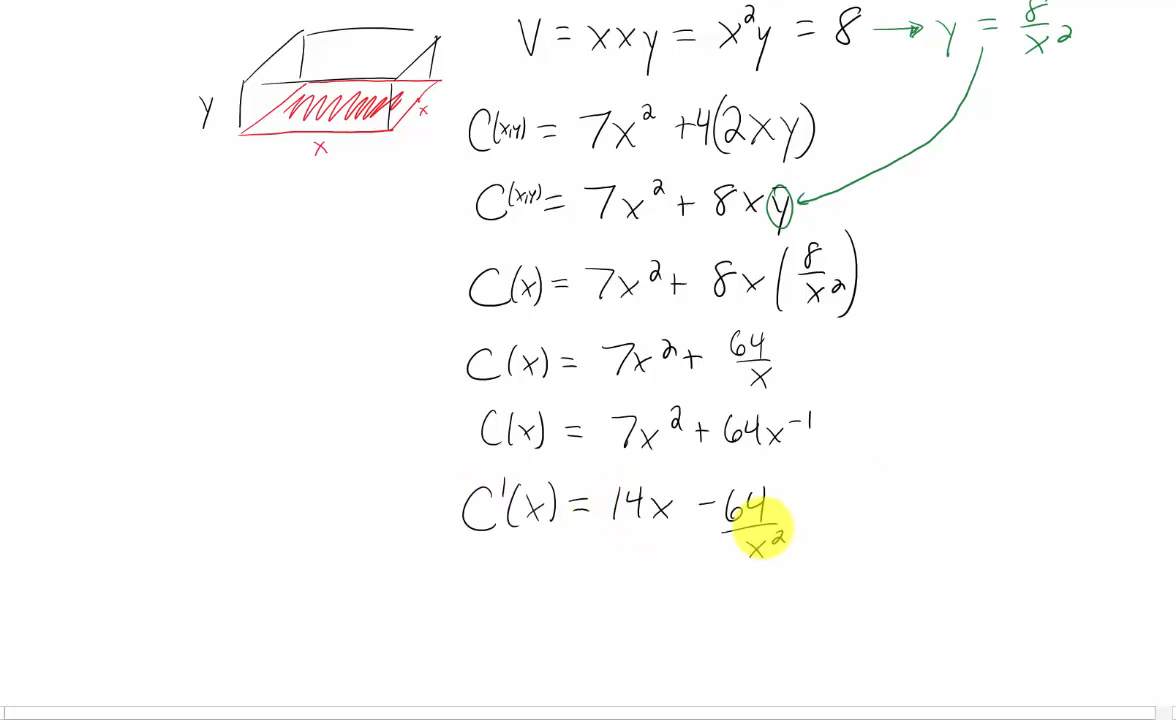 V = xxy = x²y = 8 → y = 8/x²
y
x
x
C(x,y) = 7x² + 4(2xy)
C(x,y) = 7x² + 8xy
C(x) = 7x² + 8x(8/x²)
C(x) = 7x² + 64/x
C(x) = 7x² + 64x⁻¹
C'(x) = 14x - 64/x²